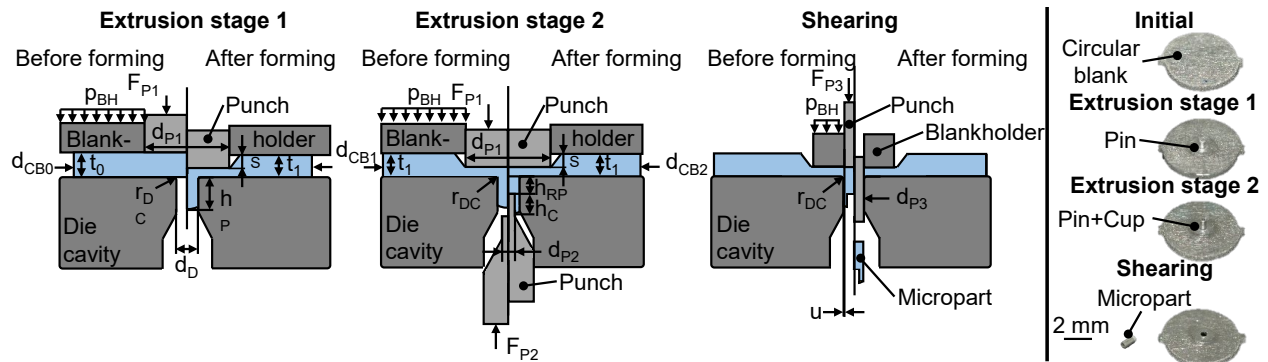 Extrusion stage 1
Before forming
After forming
F_P1
p_BH
Punch
d_P1
Blank-
holder
d_CB0
t_0
s
t_1
r_D
C
h
P
Die
cavity
d_D
Extrusion stage 2
Before forming
After forming
F_P1
p_BH
Punch
d_P1
Blank-
holder
d_CB1
t_1
s
t_1
r_DC
h_RP
h_C
Die
cavity
d_P2
Punch
F_P2
Shearing
Before forming
After forming
F_P3
p_BH
Punch
Blankholder
d_CB2
r_DC
d_P3
Die
cavity
Micropart
u
Initial
Circular
blank
Extrusion stage 1
Pin
Extrusion stage 2
Pin+Cup
Shearing
Micropart
2 mm